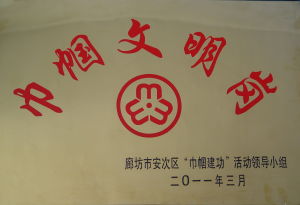 巾帼文明岗
廊坊市安次区“巾帼建功”活动领导小组
二〇一一年三月